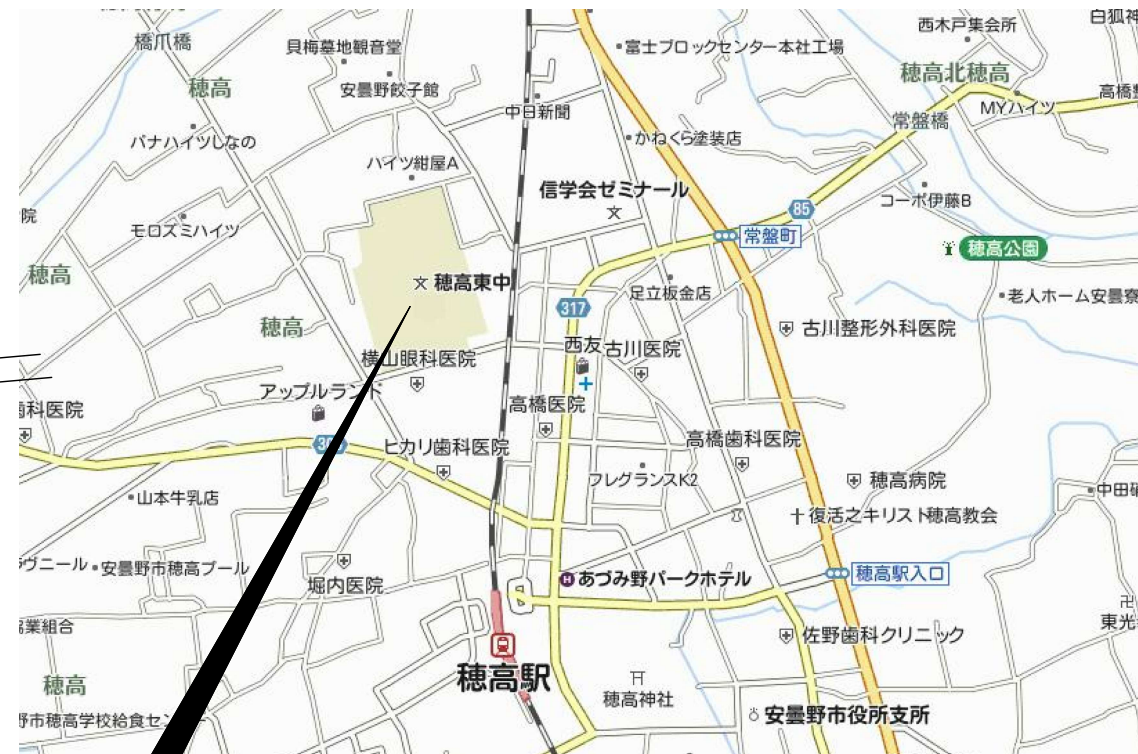 橋爪橋
貝梅墓地観音堂
富士ブロックセンター本社工場
西木戸集会所
穂高
安曇野餃子館
穂高北穂高
中日新聞
MYハイツ
常盤橋
パナハイツしなの
かねくら塗装店
ハイツ紺屋A
信学会ゼミナール
コーポ伊藤B
85
院
モロズミハイツ
常盤町
穂高公園
穂高
穂高東中
足立板金店
老人ホーム安曇寮
317
穂高
古川整形外科医院
西友
古川医院
横山眼科医院
アップルランド
高橋医院
歯科医院
ヒカリ歯科医院
高橋歯科医院
フレグランスK2
穂高病院
山本牛乳店
復活之キリスト穂高教会
安曇野市穂高プール
堀内医院
H
あづみ野パークホテル
穂高駅入口
佐野歯科クリニック
穂高駅
穂高
穂高神社
安曇野市役所支所